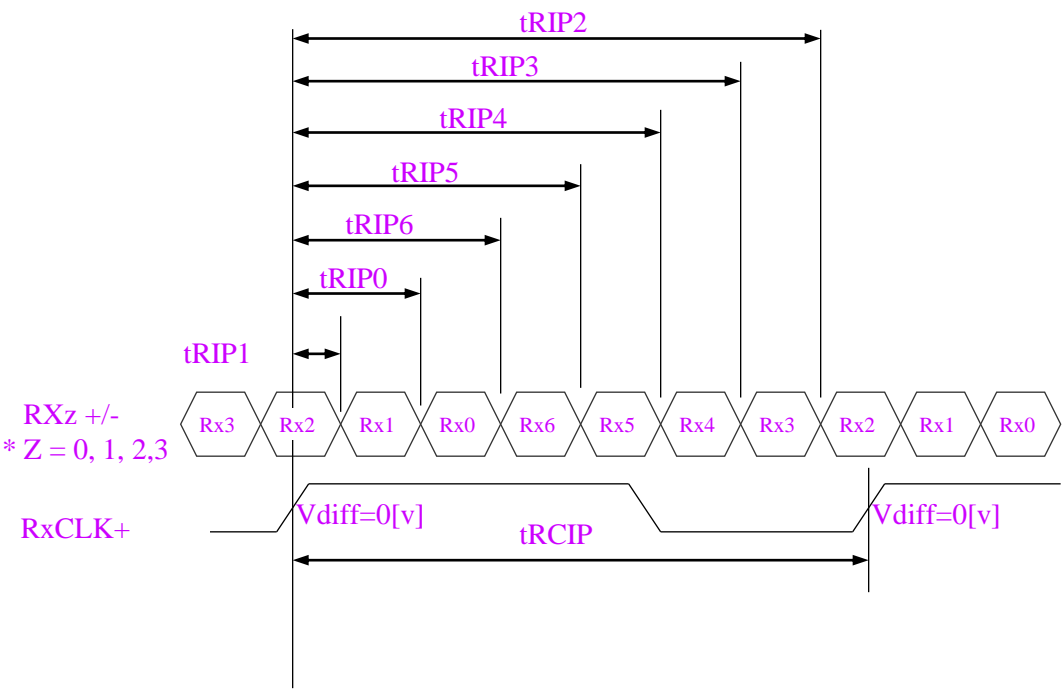 tRIP2
tRIP3
tRIP4
tRIP5
tRIP6
tRIP0
tRIP1
RXz +/-
* Z = 0, 1, 2,3
Rx3 Rx2 Rx1 Rx0 Rx6 Rx5 Rx4 Rx3 Rx2 Rx1 Rx0
RxCLK+
Vdiff=0[v] Vdiff=0[v]
tRCIP